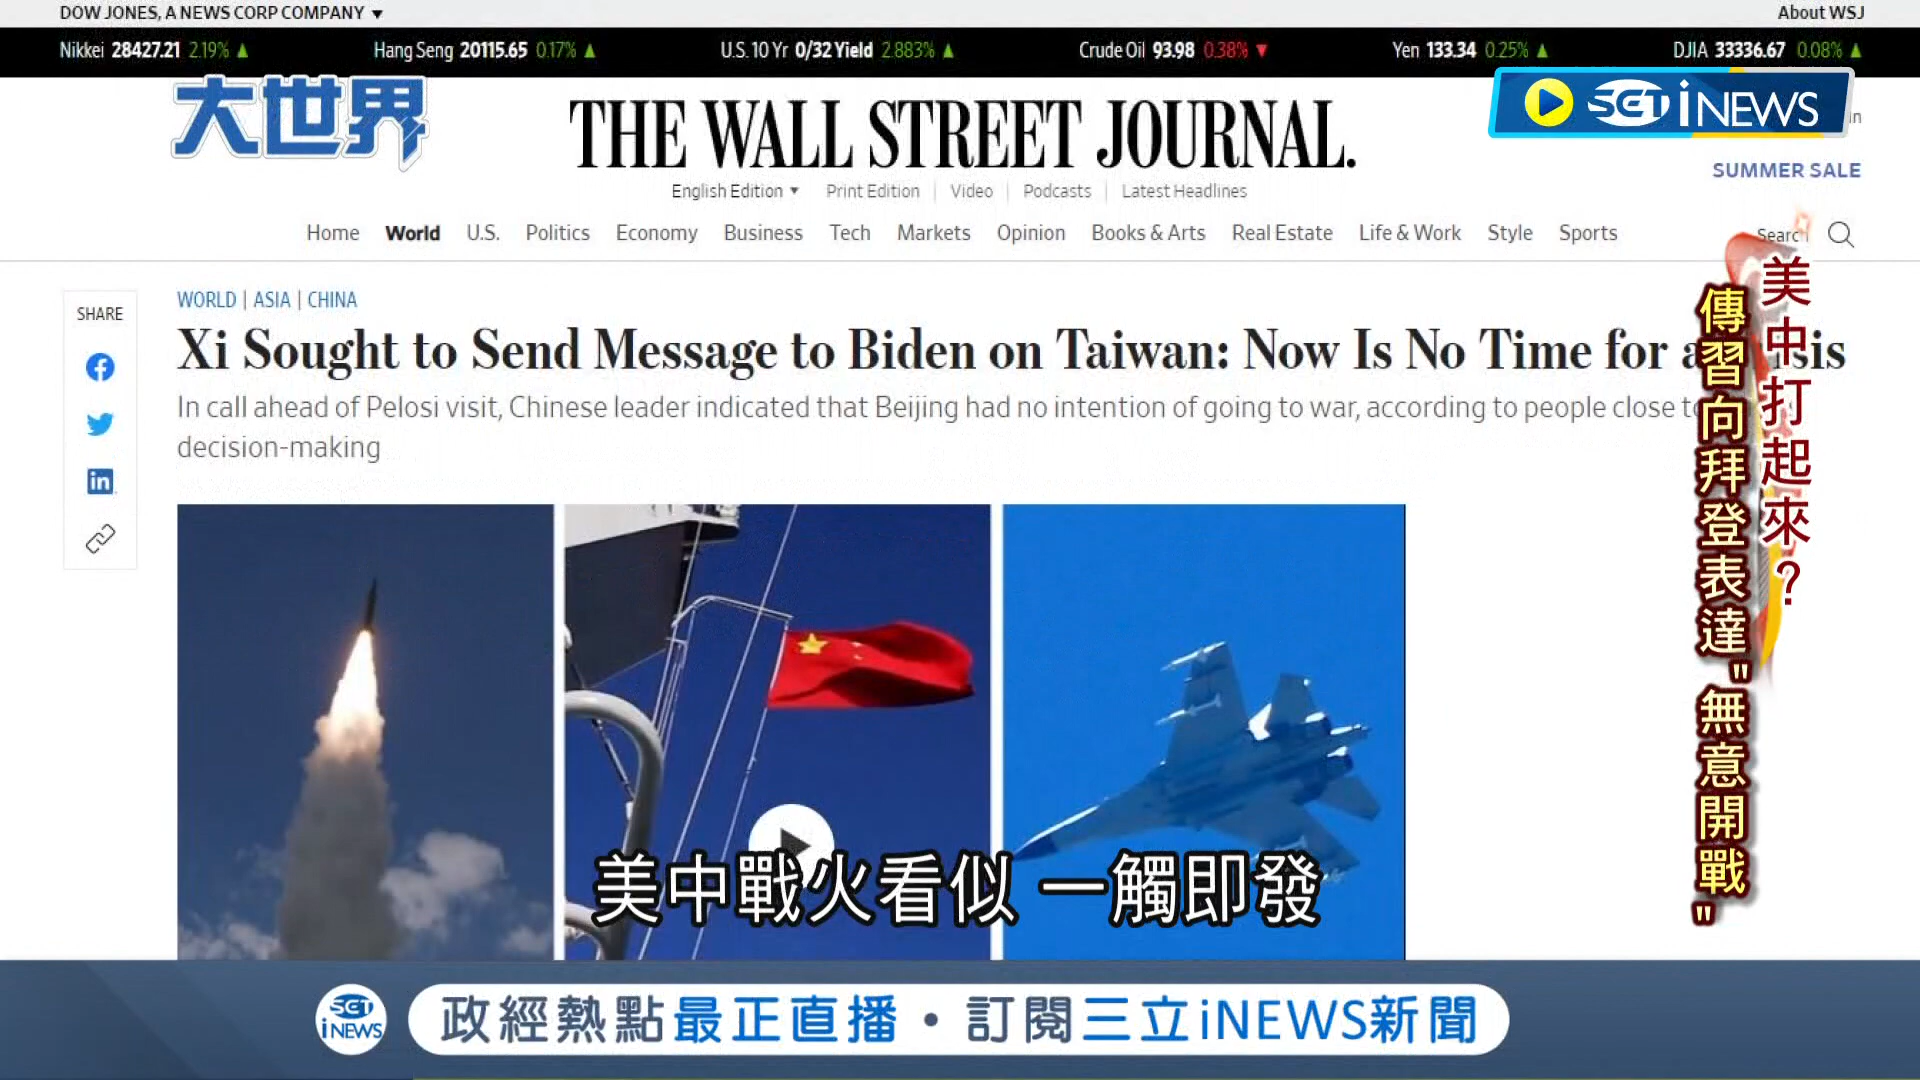 DOW JONES, A NEWS CORP COMPANY
About WSJ
Nikkei 28427.21 2.19%
Hang Seng 20115.65 0.17%
U.S. 10 Yr 0/32 Yield 2.883%
Crude Oil 93.98 0.38%
Yen 133.34 0.25%
DJIA 33336.67 0.08%
大世界
THE WALL STREET JOURNAL.
SET iNEWS
in
SUMMER SALE
English Edition
Print Edition
Video
Podcasts
Latest Headlines
Home
World
U.S.
Politics
Economy
Business
Tech
Markets
Opinion
Books & Arts
Real Estate
Life & Work
Style
Sports
Search
SHARE
WORLD | ASIA | CHINA
Xi Sought to Send Message to Biden on Taiwan: Now Is No Time for a
In call ahead of Pelosi visit, Chinese leader indicated that Beijing had no intention of going to war, according to people close to
decision-making
美中打起來?
傳習向拜登表達"無意開戰"
美中戰火看似 一觸即發
SET iNEWS
政經熱點最正直播・訂閱三立iNEWS新聞